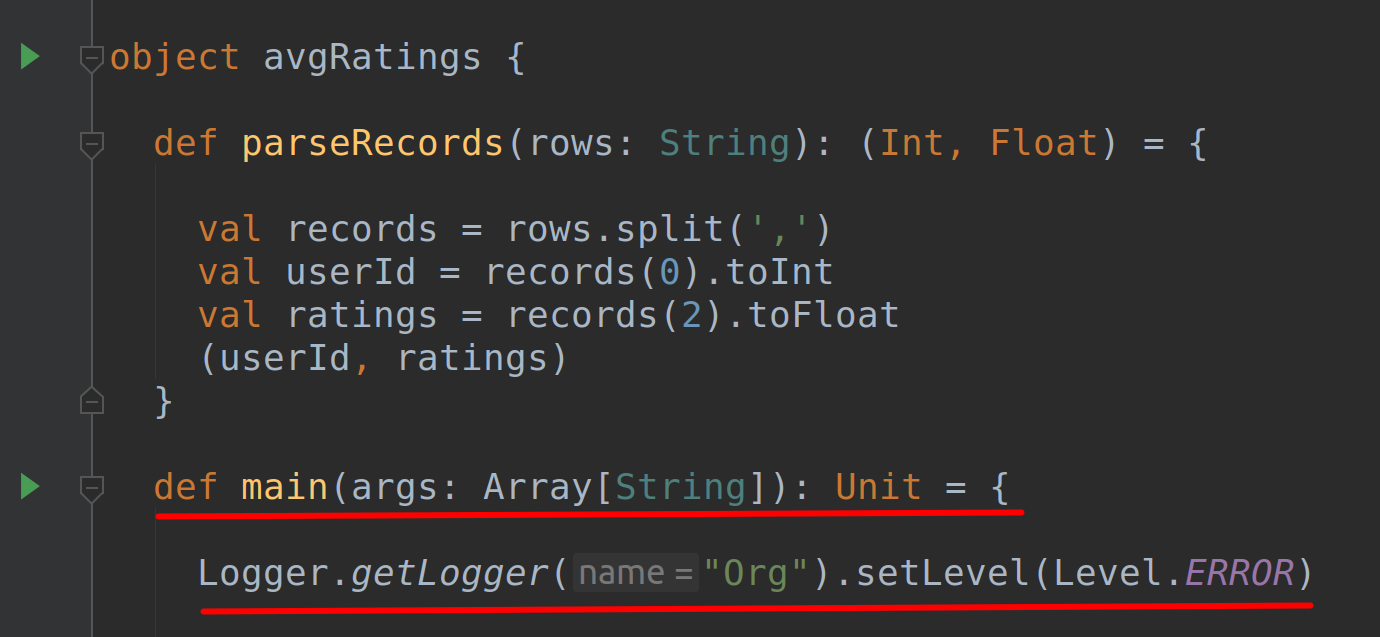 object avgRatings {
def parseRecords(rows: String): (Int, Float) = {
val records = rows.split(',')
val userId = records(0).toInt
val ratings = records(2).toFloat
(userId, ratings)
}
def main(args: Array[String]): Unit = {
Logger.getLogger( name = "Org").setLevel(Level.ERROR)